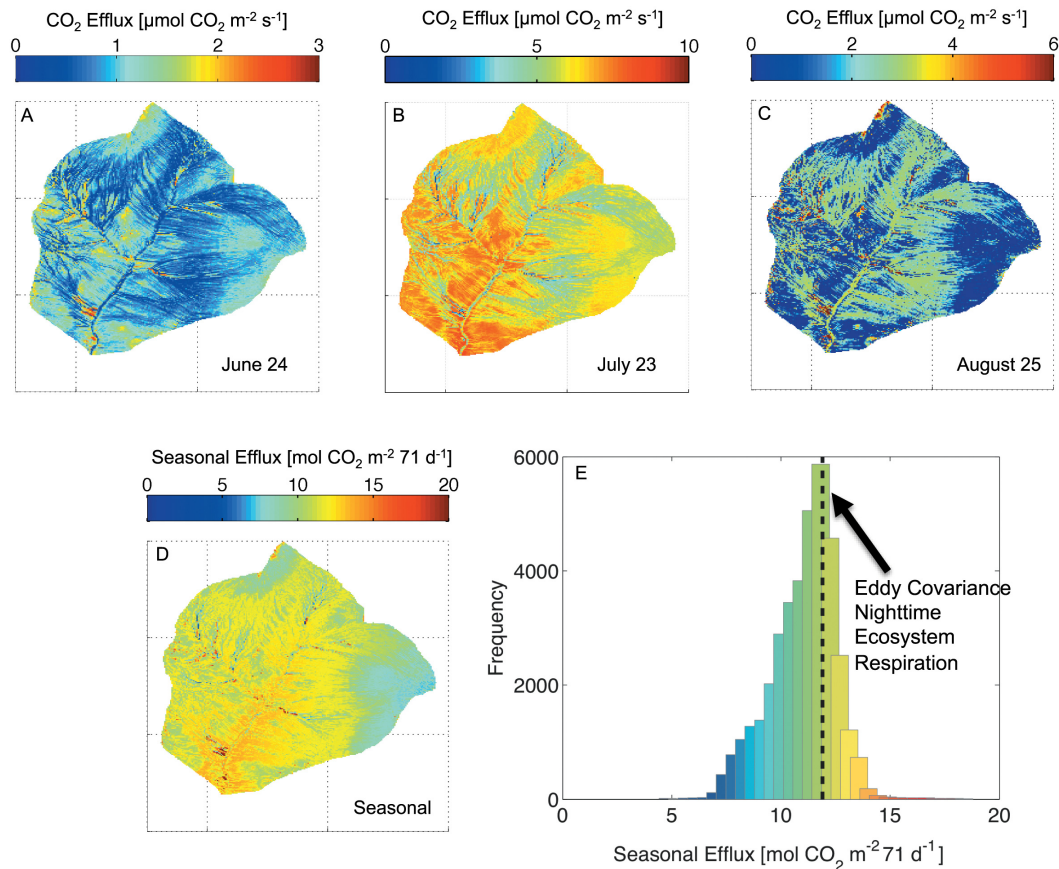 CO₂ Efflux [µmol CO₂ m⁻² s⁻¹]
0 1 2 3
A
June 24
CO₂ Efflux [µmol CO₂ m⁻² s⁻¹]
0 5 10
B
July 23
CO₂ Efflux [µmol CO₂ m⁻² s⁻¹]
0 2 4 6
C
August 25
Seasonal Efflux [mol CO₂ m⁻² 71 d⁻¹]
0 5 10 15 20
D
Seasonal
E
Frequency
6000
4000
2000
0
Eddy Covariance
Nighttime
Ecosystem
Respiration
0 5 10 15 20
Seasonal Efflux [mol CO₂ m⁻² 71 d⁻¹]